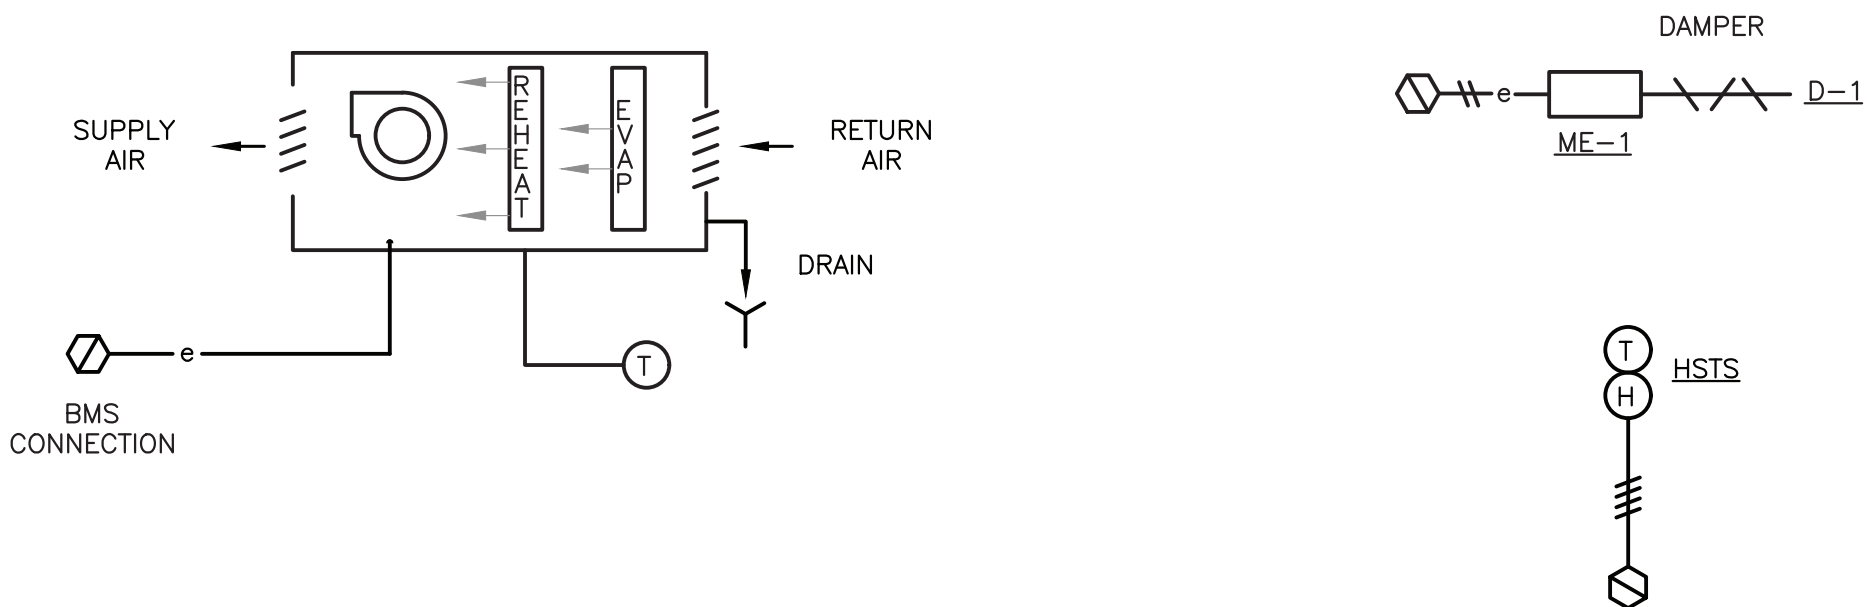 DAMPER
e
D-1
ME-1
SUPPLY
AIR
REHEAT
EVAP
RETURN
AIR
DRAIN
e
BMS
CONNECTION
T
T
H
HSTS